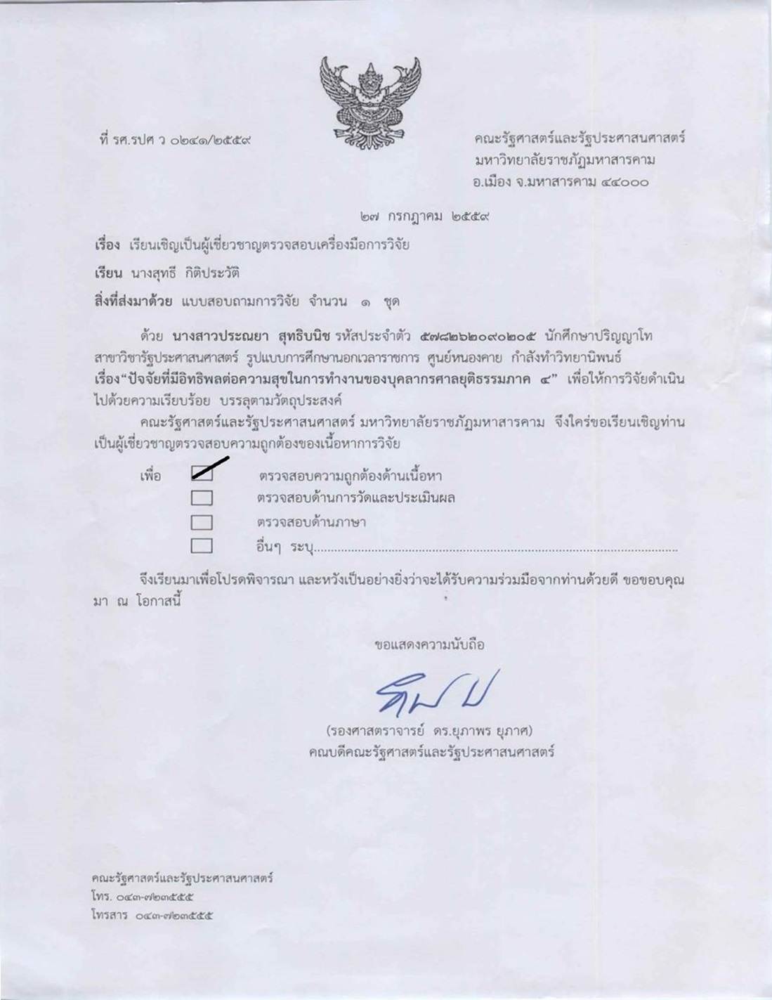 ที่ รศ.รปศ ว ๐๒๔๑/๒๕๕๙
คณะรัฐศาสตร์และรัฐประศาสนศาสตร์
มหาวิทยาลัยราชภัฏมหาสารคาม
อ.เมือง จ.มหาสารคาม ๔๔๐๐๐
๒๗ กรกฎาคม ๒๕๕๙
เรื่อง เรียนเชิญเป็นผู้เชี่ยวชาญตรวจสอบเครื่องมือการวิจัย
เรียน นางสุทธี กิติประวัติ
สิ่งที่ส่งมาด้วย แบบสอบถามการวิจัย จำนวน ๑ ชุด
ด้วย นางสาวประณยา สุทธิบนิช รหัสประจำตัว ๕๗๘๒๖๒๐๙๐๒๐๕ นักศึกษาปริญญาโท
สาขาวิชารัฐประศาสนศาสตร์ รูปแบบการศึกษานอกเวลาราชการ ศูนย์หนองคาย กำลังทำวิทยานิพนธ์
เรื่อง“ปัจจัยที่มีอิทธิพลต่อความสุขในการทำงานของบุคลากรศาลยุติธรรมภาค ๔” เพื่อให้การวิจัยดำเนิน
ไปด้วยความเรียบร้อย บรรลุตามวัตถุประสงค์
คณะรัฐศาสตร์และรัฐประศาสนศาสตร์ มหาวิทยาลัยราชภัฏมหาสารคาม จึงใคร่ขอเรียนเชิญท่าน
เป็นผู้เชี่ยวชาญตรวจสอบความถูกต้องของเนื้อหาการวิจัย
เพื่อ ตรวจสอบความถูกต้องด้านเนื้อหา
ตรวจสอบด้านการวัดและประเมินผล
ตรวจสอบด้านภาษา
อื่นๆ ระบุ..........................................................................................
จึงเรียนมาเพื่อโปรดพิจารณา และหวังเป็นอย่างยิ่งว่าจะได้รับความร่วมมือจากท่านด้วยดี ขอขอบคุณ
มา ณ โอกาสนี้
ขอแสดงความนับถือ
(รองศาสตราจารย์ ดร.ยุภาพร ยุภาศ)
คณบดีคณะรัฐศาสตร์และรัฐประศาสนศาสตร์
คณะรัฐศาสตร์และรัฐประศาสนศาสตร์
โทร. ๐๔๓-๗๒๓๕๕๕
โทรสาร ๐๔๓-๗๒๓๕๕๕